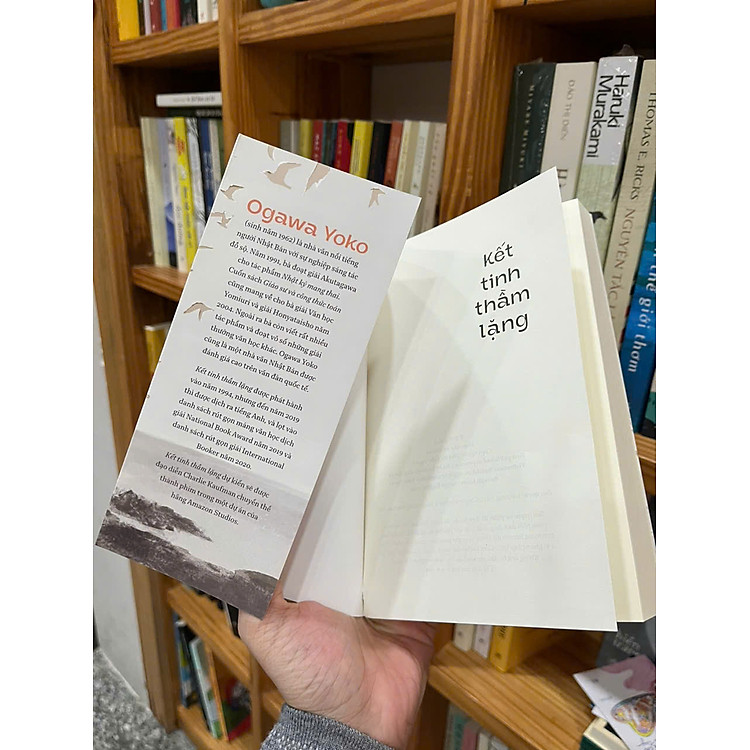 Ogawa Yoko
(sinh năm 1962) là nhà văn nổi tiếng
người Nhật Bản với sự nghiệp sáng tác
đồ sộ. Năm 1991, bà đoạt giải Akutagawa
cho tác phẩm Nhật ký mang thai.
Cuốn sách Giáo sư và công thức toán
cũng mang về cho bà giải Văn học
Yomiuri và giải Honyataisho năm
2004. Ngoài ra bà còn viết rất nhiều
tác phẩm và đoạt vô số những giải
thưởng văn học khác. Ogawa Yoko
cũng là một nhà văn Nhật Bản được
đánh giá cao trên văn đàn quốc tế.
Kết tinh thầm lặng được phát hành
vào năm 1994, nhưng đến năm 2019
thì được dịch ra tiếng Anh, và lọt vào
danh sách rút gọn mảng văn học dịch
giải National Book Award năm 2019 và
danh sách rút gọn giải International
Booker năm 2020.
Kết tinh thầm lặng dự kiến sẽ được
đạo diễn Charlie Kaufman chuyển thể
thành phim trong một dự án của
hãng Amazon Studios.
Kết
tinh
thầm
lặng
ĐÀO THỊ DIẾN
Haruki
Murakami
THOMAS E. RICKS
NGUYÊN TẮC
thế giới